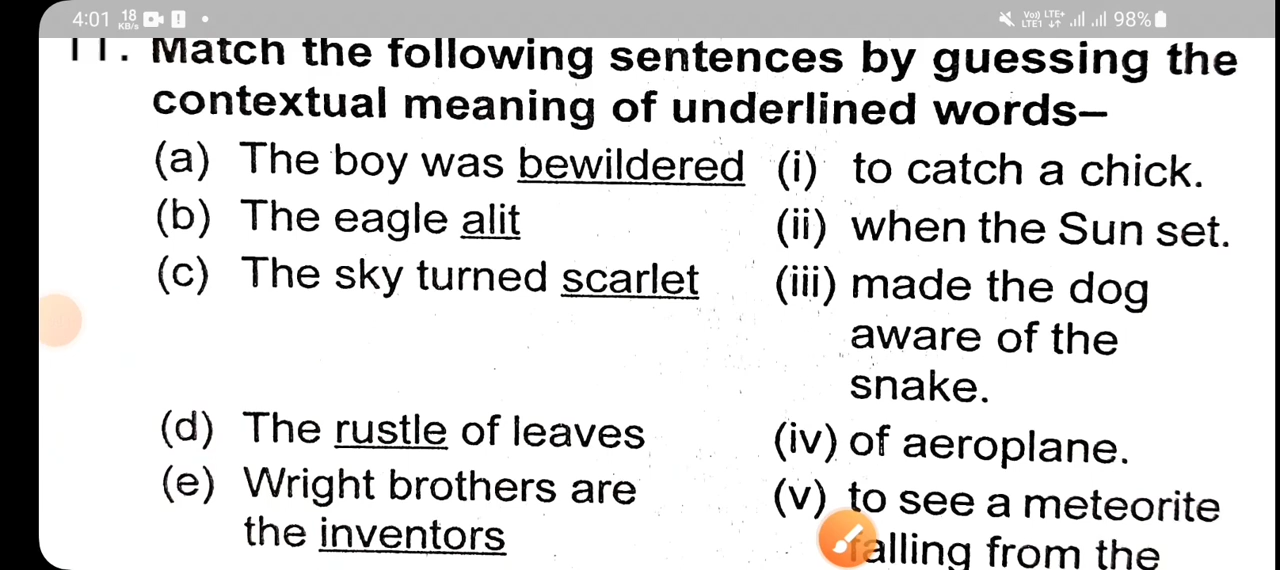 4:01 18 KB/s Vo)) LTE+ LTE1 98%
11. Match the following sentences by guessing the
contextual meaning of underlined words–
(a) The boy was bewildered (i) to catch a chick.
(b) The eagle alit (ii) when the Sun set.
(c) The sky turned scarlet (iii) made the dog
aware of the
snake.
(d) The rustle of leaves (iv) of aeroplane.
(e) Wright brothers are (v) to see a meteorite
the inventors falling from the